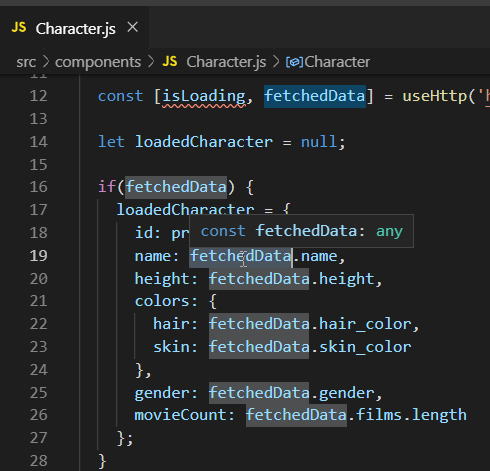 JS Character.js ×
src > components > JS Character.js > Character
11
12 const [isLoading, fetchedData] = useHttp('h
13
14 let loadedCharacter = null;
15
16 if(fetchedData) {
17 loadedCharacter = {
const fetchedData: any
18 id: pr
19 name: fetchedData.name,
20 height: fetchedData.height,
21 colors: {
22 hair: fetchedData.hair_color,
23 skin: fetchedData.skin_color
24 },
25 gender: fetchedData.gender,
26 movieCount: fetchedData.films.length
27 };
28 }